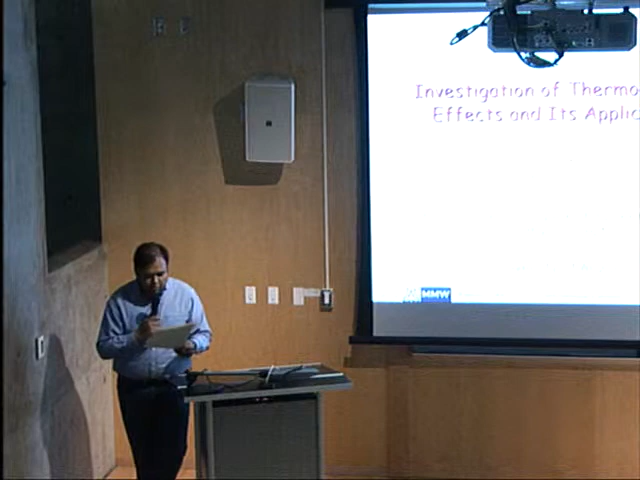 Investigation of Thermo
Effects and Its Applic
MMW